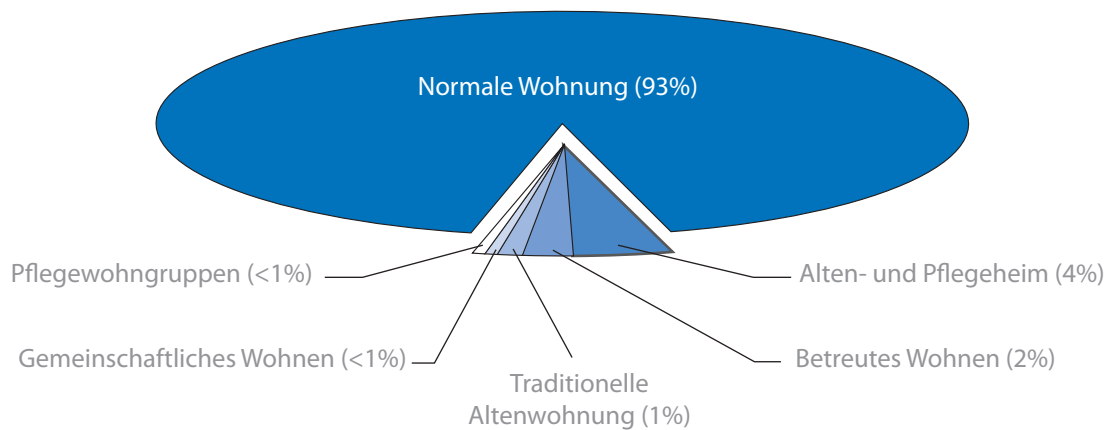 Normale Wohnung (93%)
Pflegewohngruppen (<1%)
Alten- und Pflegeheim (4%)
Gemeinschaftliches Wohnen (<1%)
Betreutes Wohnen (2%)
Traditionelle
Altenwohnung (1%)